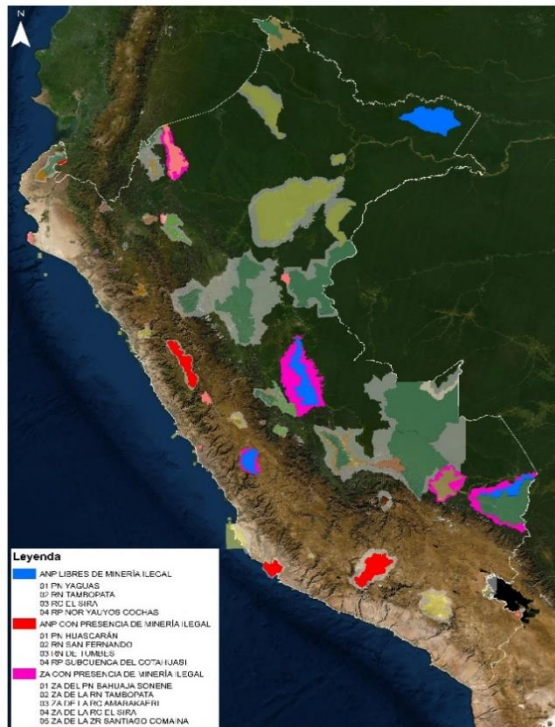 N
Leyenda
ANP LIBRES DE MINERÍA ILEGAL
01 PN YAGUAS
02 RN TAMBOPATA
03 RC EL SIRA
04 RP NOR YAUYOS COCHAS
ANP CON PRESENCIA DE MINERÍA ILEGAL
01 PN HUASCARÁN
02 RN SAN FERNANDO
03 RN DE TUMBES
04 RP SUBCUENCA DEL COTAHUASI
ZA CON PRESENCIA DE MINERÍA ILEGAL
01 ZA DEL PN BAHUAJA SONENE
02 ZA DE LA RN TAMBOPATA
03 ZA DE LA RC AMARAKAERI
04 ZA DE LA RC EL SIRA
05 ZA DE LA ZR SANTIAGO COMAINA